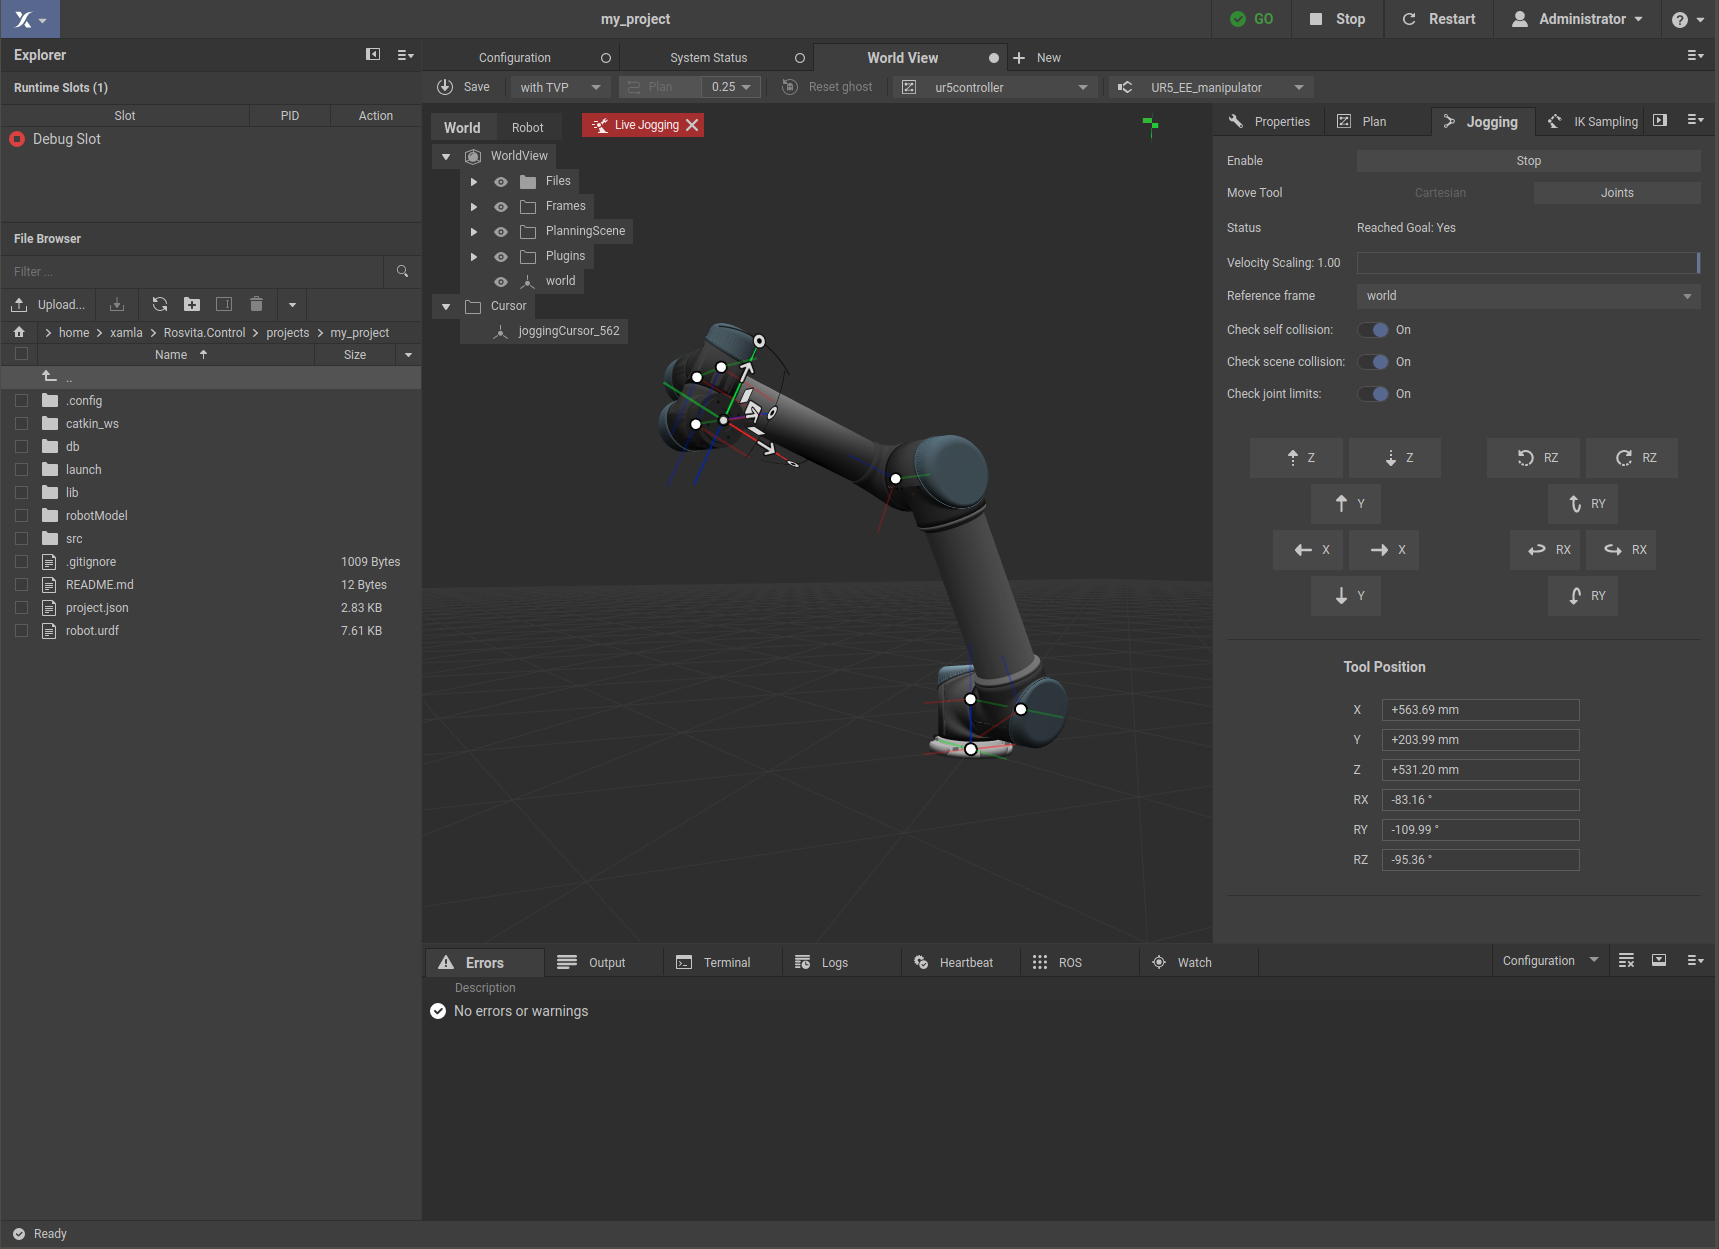 my_project
GO
Stop
Restart
Administrator
Explorer
Configuration
System Status
World View
New
Runtime Slots (1)
Save
with TVP
Plan
0.25
Reset ghost
ur5controller
UR5_EE_manipulator
Slot PID Action
Debug Slot
World
Robot
Live Jogging
WorldView
Files
Frames
PlanningScene
Plugins
world
Cursor
joggingCursor_562
Properties
Plan
Jogging
IK Sampling
Enable Stop
Move Tool Cartesian Joints
Status Reached Goal: Yes
Velocity Scaling: 1.00
Reference frame world
Check self collision: On
Check scene collision: On
Check joint limits: On
Z Z RZ RZ
Y RY
X X RX RX
Y RY
Tool Position
X +563.69 mm
Y +203.99 mm
Z +531.20 mm
RX -83.16 °
RY -109.99 °
RZ -95.36 °
File Browser
Filter ...
Upload...
home xamla Rosvita.Control projects my_project
Name Size
..
.config
catkin_ws
db
launch
lib
robotModel
src
.gitignore 1009 Bytes
README.md 12 Bytes
project.json 2.83 KB
robot.urdf 7.61 KB
Errors
Output
Terminal
Logs
Heartbeat
ROS
Watch
Configuration
Description
No errors or warnings
Ready